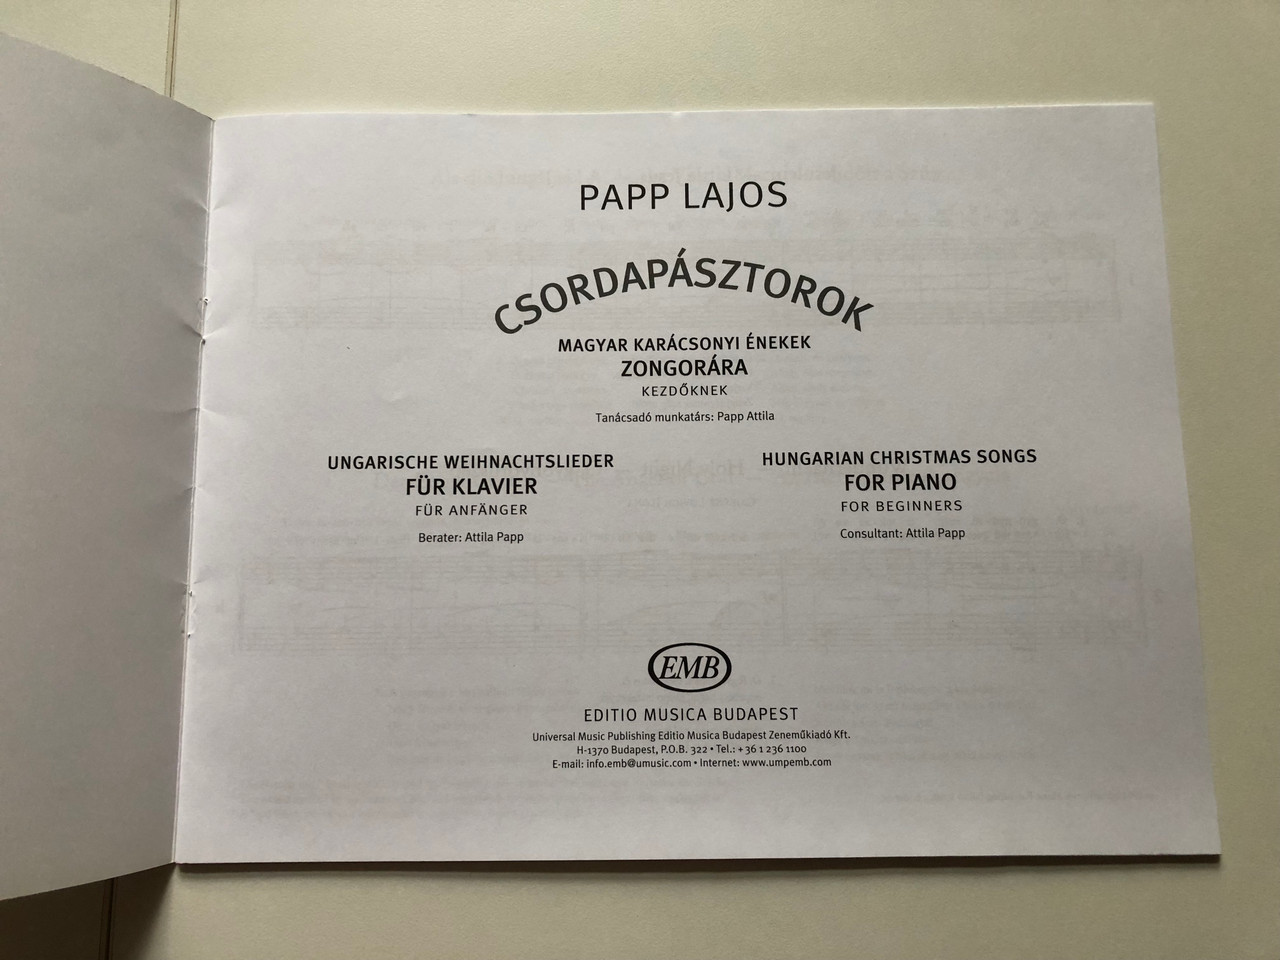 PAPP LAJOS
CSORDAPÁSZTOROK
MAGYAR KARÁCSONYI ÉNEKEK
ZONGORÁRA
KEZDŐKNEK
Tanácsadó munkatárs: Papp Attila
UNGARISCHE WEIHNACHTSLIEDER
FÜR KLAVIER
FÜR ANFÄNGER
Berater: Attila Papp
HUNGARIAN CHRISTMAS SONGS
FOR PIANO
FOR BEGINNERS
Consultant: Attila Papp
EMB
EDITIO MUSICA BUDAPEST
Universal Music Publishing Editio Musica Budapest Zeneműkiadó Kft.
H-1370 Budapest, P.O.B. 322 • Tel.: + 36 1 236 1100
E-mail: info.emb@umusic.com • Internet: www.umpemb.com